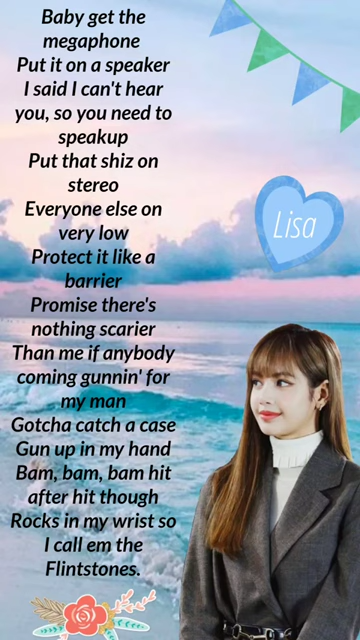 Baby get the
megaphone
Put it on a speaker
I said I can't hear
you, so you need to
speakup
Put that shiz on
stereo
Everyone else on
very low
Protect it like a
barrier
Promise there's
nothing scarier
Than me if anybody
coming gunnin' for
my man
Gotcha catch a case
Gun up in my hand
Bam, bam, bam hit
after hit though
Rocks in my wrist so
I call em the
Flintstones.
Lisa